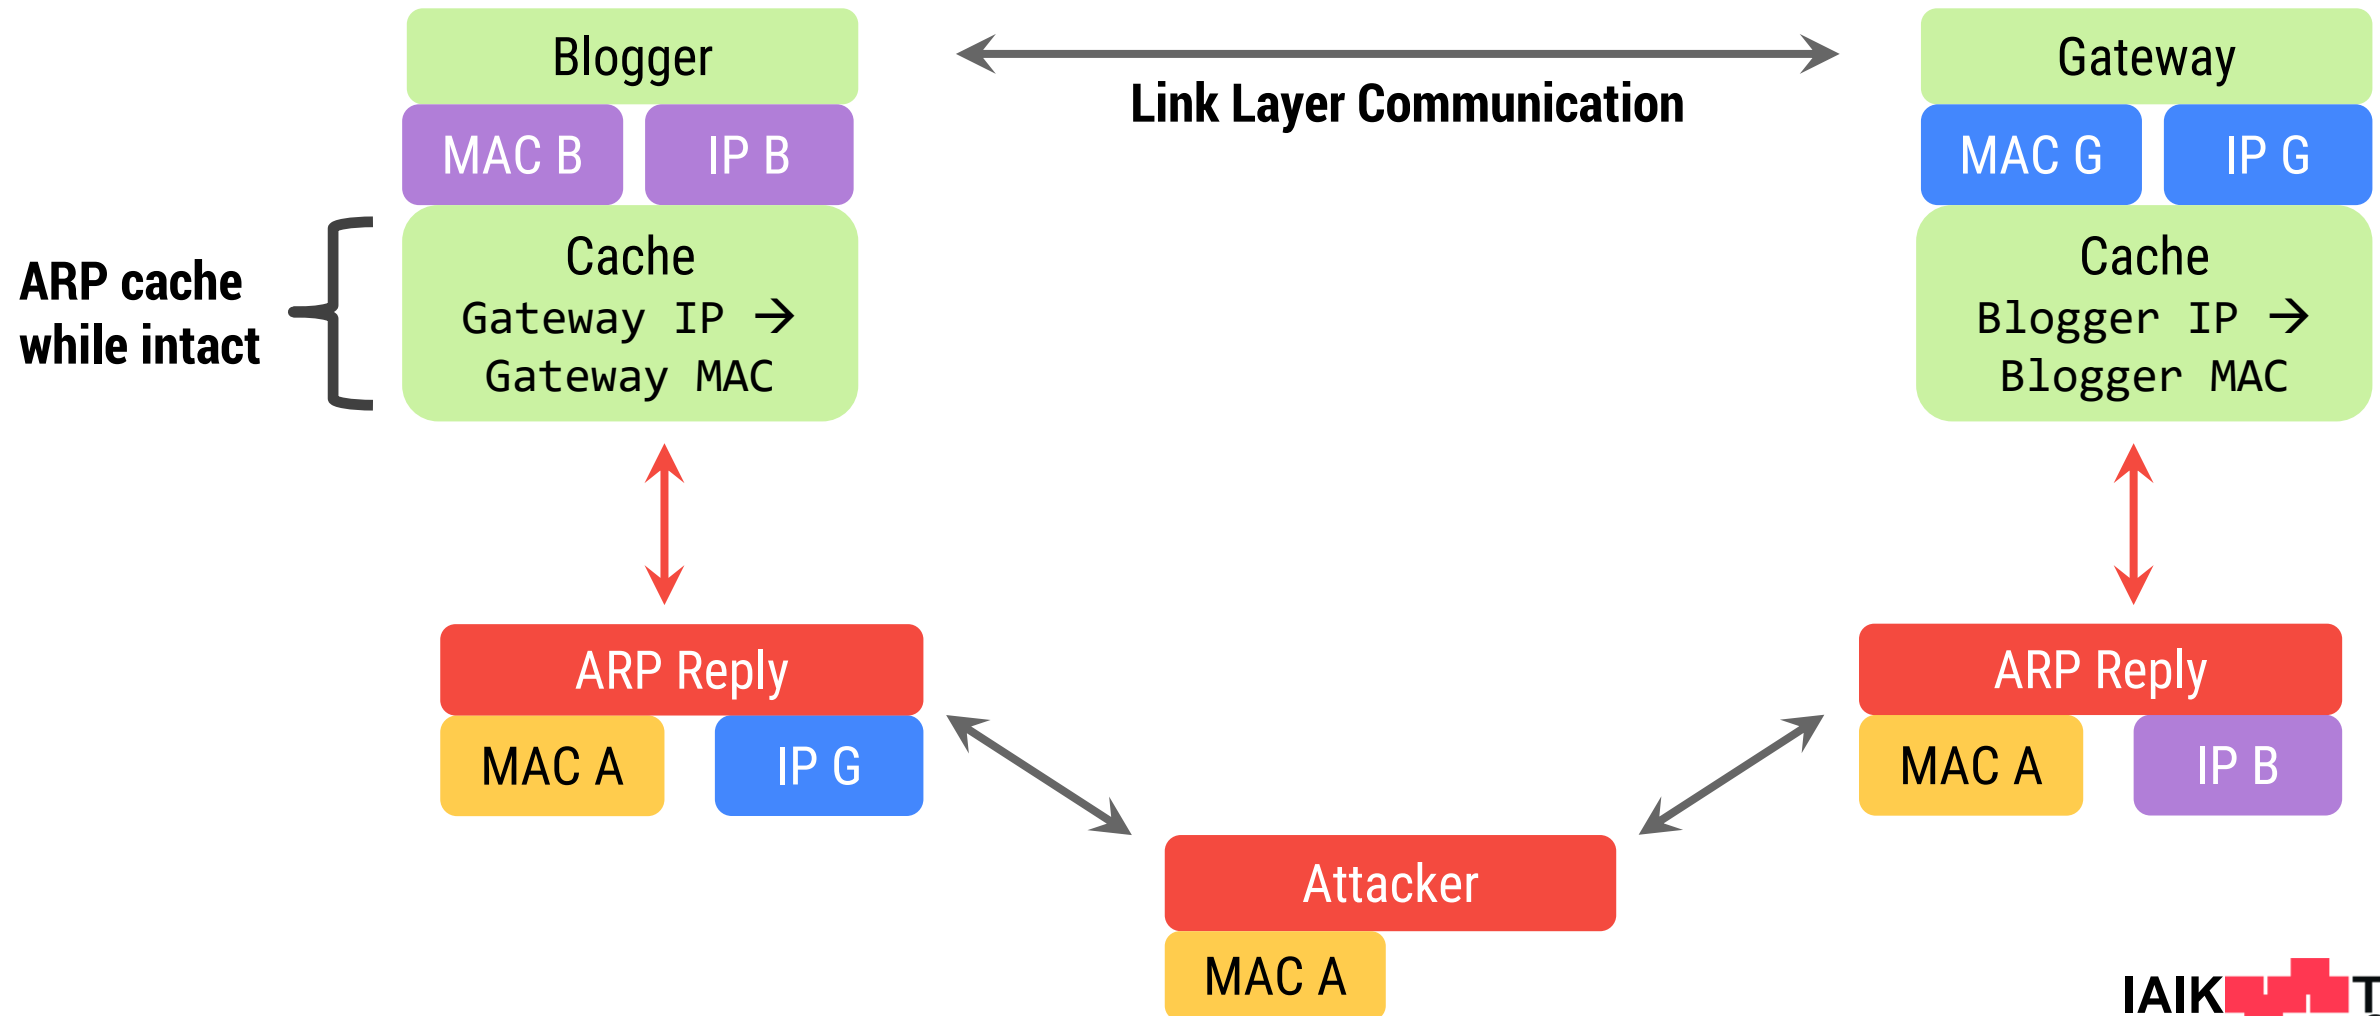 Blogger
MAC B
IP B
Cache
Gateway IP →
Gateway MAC
ARP cache
while intact
Link Layer Communication
Gateway
MAC G
IP G
Cache
Blogger IP →
Blogger MAC
ARP Reply
MAC A
IP G
ARP Reply
MAC A
IP B
Attacker
MAC A
IAIK